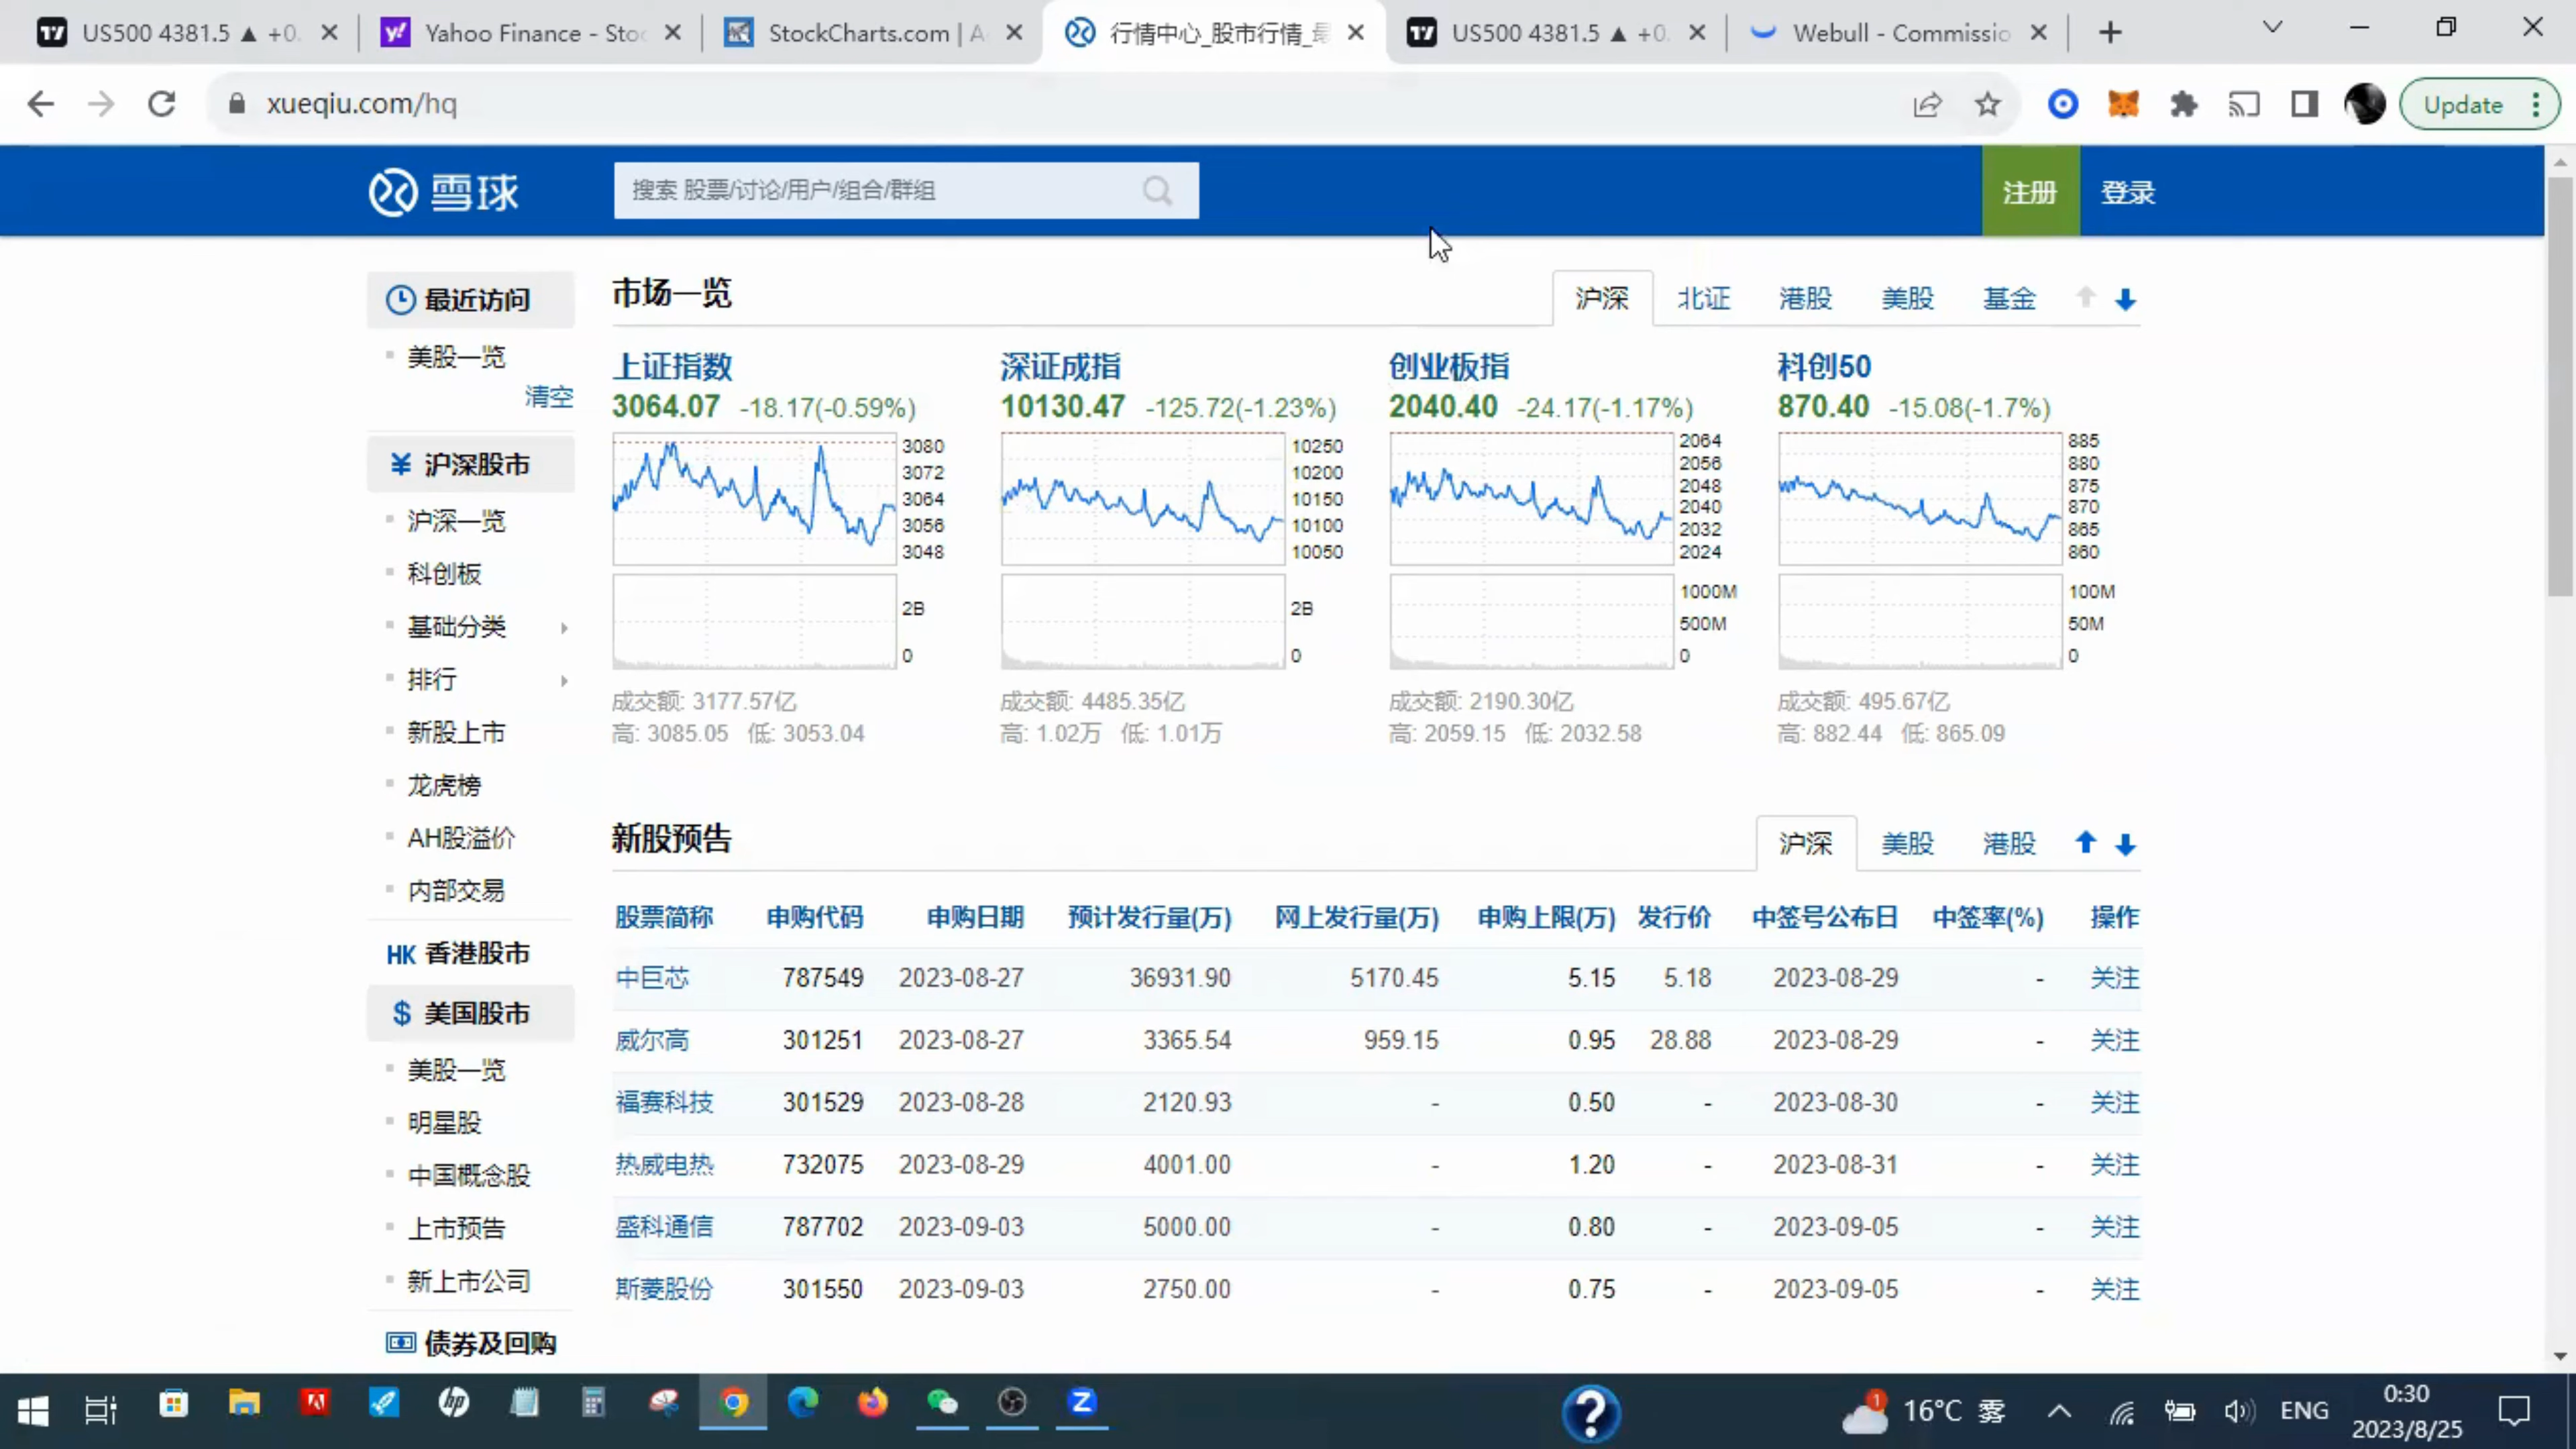 US500 4381.5 ▲ +0.
Yahoo Finance - Stoc
StockCharts.com | A
行情中心_股市行情_最
US500 4381.5 ▲ +0.
Webull - Commissio
xueqiu.com/hq
Update
雪球
搜索 股票/讨论/用户/组合/群组
注册
登录
最近访问
美股一览
清空
¥ 沪深股市
沪深一览
科创板
基础分类
排行
新股上市
龙虎榜
AH股溢价
内部交易
HK 香港股市
$ 美国股市
美股一览
明星股
中国概念股
上市预告
新上市公司
债券及回购
市场一览
沪深 北证 港股 美股 基金
上证指数
3064.07 -18.17(-0.59%)
3080
3072
3064
3056
3048
2B
0
成交额: 3177.57亿
高: 3085.05 低: 3053.04
深证成指
10130.47 -125.72(-1.23%)
10250
10200
10150
10100
10050
2B
0
成交额: 4485.35亿
高: 1.02万 低: 1.01万
创业板指
2040.40 -24.17(-1.17%)
2064
2056
2048
2040
2032
2024
1000M
500M
0
成交额: 2190.30亿
高: 2059.15 低: 2032.58
科创50
870.40 -15.08(-1.7%)
885
880
875
870
865
860
100M
50M
0
成交额: 495.67亿
高: 882.44 低: 865.09
新股预告
沪深 美股 港股
股票简称 申购代码 申购日期 预计发行量(万) 网上发行量(万) 申购上限(万) 发行价 中签号公布日 中签率(%) 操作
中巨芯 787549 2023-08-27 36931.90 5170.45 5.15 5.18 2023-08-29 - 关注
威尔高 301251 2023-08-27 3365.54 959.15 0.95 28.88 2023-08-29 - 关注
福赛科技 301529 2023-08-28 2120.93 - 0.50 - 2023-08-30 - 关注
热威电热 732075 2023-08-29 4001.00 - 1.20 - 2023-08-31 - 关注
盛科通信 787702 2023-09-03 5000.00 - 0.80 - 2023-09-05 - 关注
斯菱股份 301550 2023-09-03 2750.00 - 0.75 - 2023-09-05 - 关注
hp
Z
?
1
16°C 雾
ENG
0:30
2023/8/25